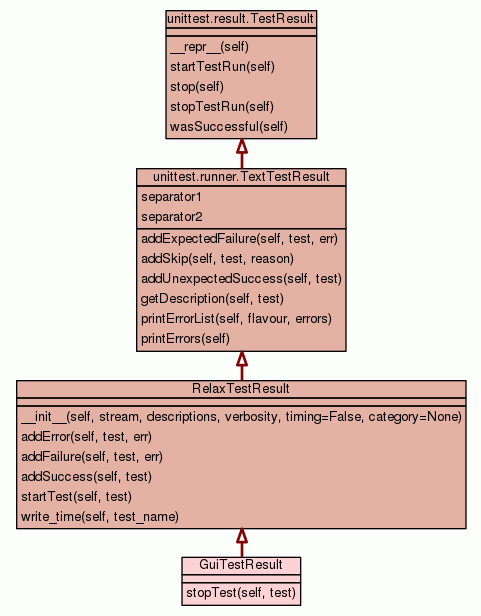 unittest.result.TestResult
__repr__(self)
startTestRun(self)
stop(self)
stopTestRun(self)
wasSuccessful(self)
unittest.runner.TextTestResult
separator1
separator2
addExpectedFailure(self, test, err)
addSkip(self, test, reason)
addUnexpectedSuccess(self, test)
getDescription(self, test)
printErrorList(self, flavour, errors)
printErrors(self)
RelaxTestResult
__init__(self, stream, descriptions, verbosity, timing=False, category=None)
addError(self, test, err)
addFailure(self, test, err)
addSuccess(self, test)
startTest(self, test)
write_time(self, test_name)
GuiTestResult
stopTest(self, test)